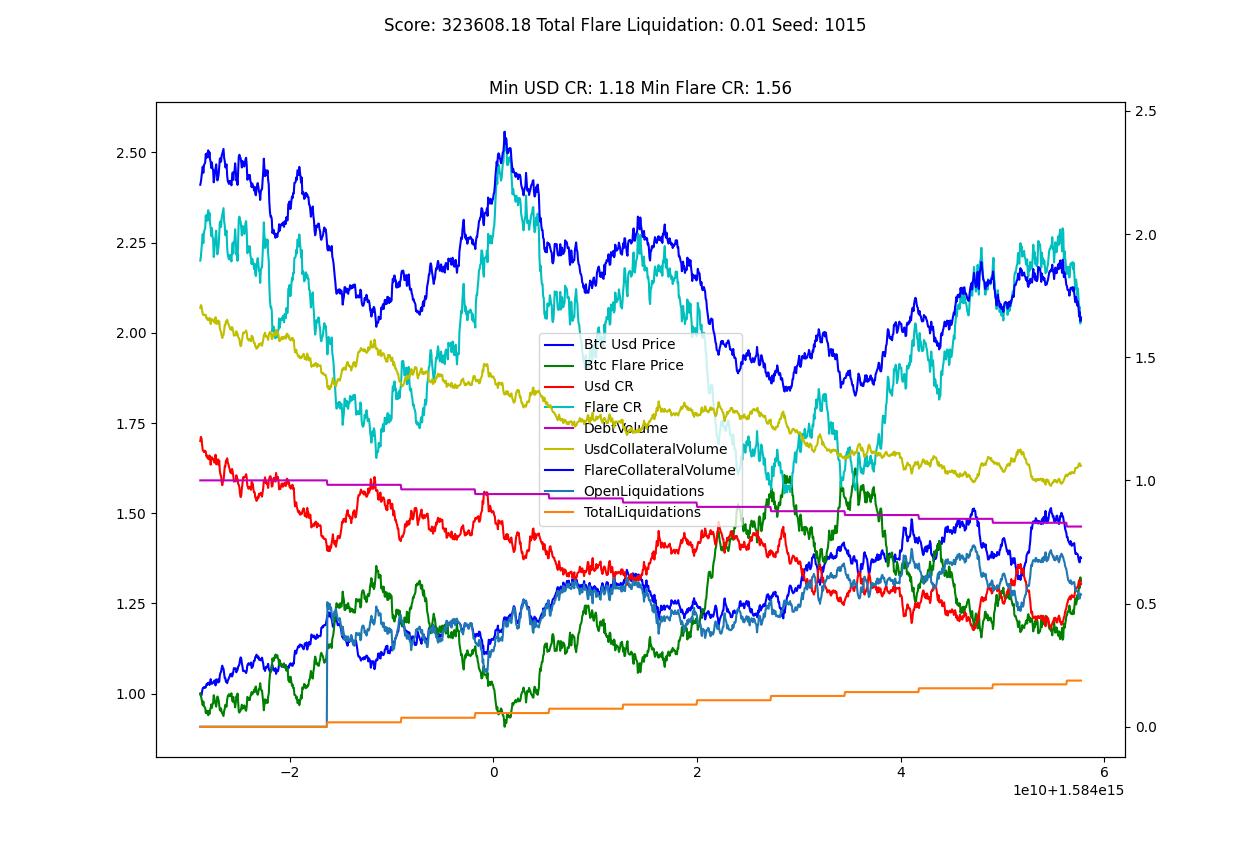 Score: 323608.18 Total Flare Liquidation: 0.01 Seed: 1015
Min USD CR: 1.18 Min Flare CR: 1.56
2.50
2.25
2.00
1.75
1.50
1.25
1.00
2.5
2.0
1.5
1.0
0.5
0.0
Btc Usd Price
Btc Flare Price
Usd CR
Flare CR
DebtVolume
UsdCollateralVolume
FlareCollateralVolume
OpenLiquidations
TotalLiquidations
−2 0 2 4 6
1e10+1.584e15